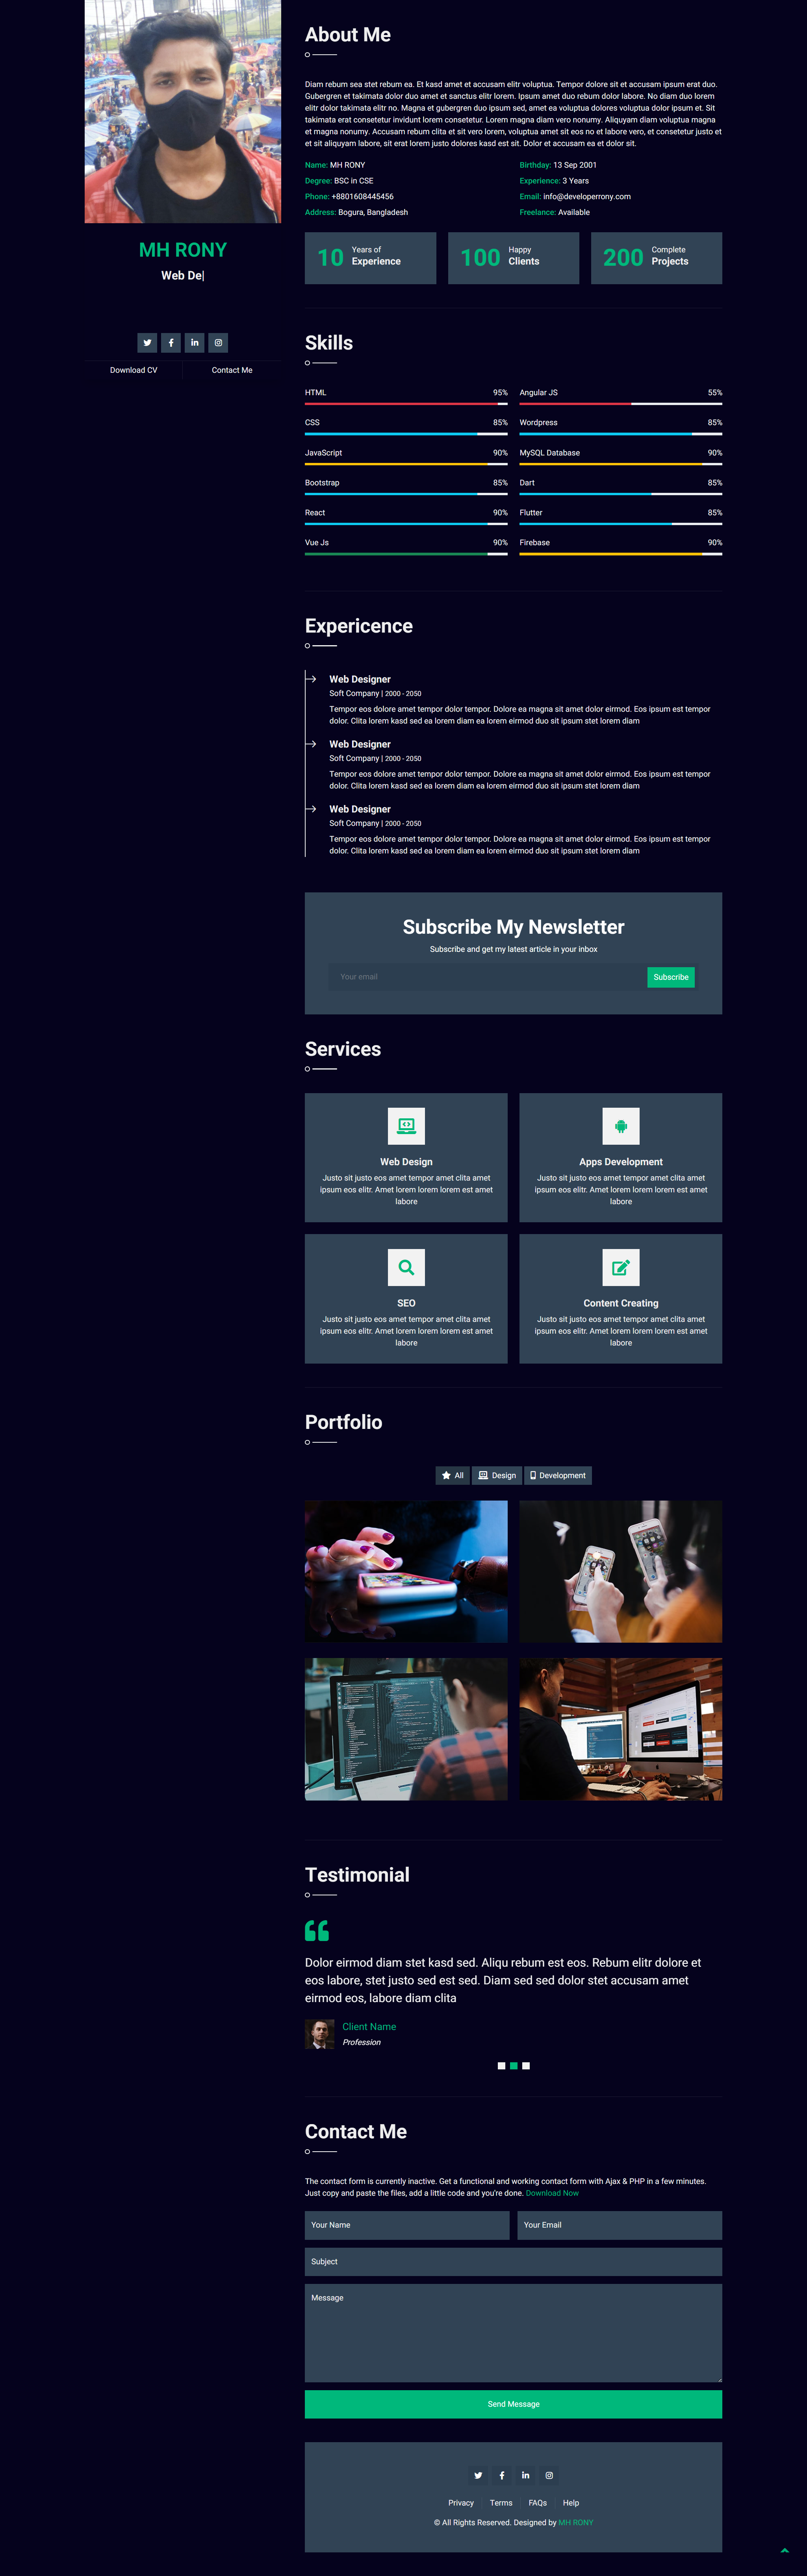 MH RONY
Web De|
Download CV
Contact Me
About Me
Diam rebum sea stet rebum ea. Et kasd amet et accusam elitr voluptua. Tempor dolore sit et accusam ipsum erat duo.
Gubergren et takimata dolor duo amet et sanctus elitr lorem. Ipsum amet duo rebum dolor labore. No diam duo lorem
elitr dolor takimata elitr no. Magna et gubergren duo ipsum sed, amet ea voluptua dolores voluptua dolor ipsum et. Sit
takimata erat consetetur invidunt lorem consetetur. Lorem magna diam vero nonumy. Aliquyam diam voluptua magna
et magna nonumy. Accusam rebum clita et sit vero lorem, voluptua amet sit eos no et labore vero, et consetetur justo et
et sit aliquyam labore, sit erat lorem justo dolores kasd est sit. Dolor et accusam ea et dolor sit.
Name: MH RONY
Birthday: 13 Sep 2001
Degree: BSC in CSE
Experience: 3 Years
Phone: +8801608445456
Email: info@developerrony.com
Address: Bogura, Bangladesh
Freelance: Available
10 Years of
Experience
100 Happy
Clients
200 Complete
Projects
Skills
HTML 95%
Angular JS 55%
CSS 85%
Wordpress 85%
JavaScript 90%
MySQL Database 90%
Bootstrap 85%
Dart 85%
React 90%
Flutter 85%
Vue Js 90%
Firebase 90%
Expericence
Web Designer
Soft Company | 2000 - 2050
Tempor eos dolore amet tempor dolor tempor. Dolore ea magna sit amet dolor eirmod. Eos ipsum est tempor
dolor. Clita lorem kasd sed ea lorem diam ea lorem eirmod duo sit ipsum stet lorem diam
Web Designer
Soft Company | 2000 - 2050
Tempor eos dolore amet tempor dolor tempor. Dolore ea magna sit amet dolor eirmod. Eos ipsum est tempor
dolor. Clita lorem kasd sed ea lorem diam ea lorem eirmod duo sit ipsum stet lorem diam
Web Designer
Soft Company | 2000 - 2050
Tempor eos dolore amet tempor dolor tempor. Dolore ea magna sit amet dolor eirmod. Eos ipsum est tempor
dolor. Clita lorem kasd sed ea lorem diam ea lorem eirmod duo sit ipsum stet lorem diam
Subscribe My Newsletter
Subscribe and get my latest article in your inbox
Your email
Subscribe
Services
Web Design
Justo sit justo eos amet tempor amet clita amet
ipsum eos elitr. Amet lorem lorem lorem est amet
labore
Apps Development
Justo sit justo eos amet tempor amet clita amet
ipsum eos elitr. Amet lorem lorem lorem est amet
labore
SEO
Justo sit justo eos amet tempor amet clita amet
ipsum eos elitr. Amet lorem lorem lorem est amet
labore
Content Creating
Justo sit justo eos amet tempor amet clita amet
ipsum eos elitr. Amet lorem lorem lorem est amet
labore
Portfolio
All
Design
Development
Testimonial
Dolor eirmod diam stet kasd sed. Aliqu rebum est eos. Rebum elitr dolore et
eos labore, stet justo sed est sed. Diam sed sed dolor stet accusam amet
eirmod eos, labore diam clita
Client Name
Profession
Contact Me
The contact form is currently inactive. Get a functional and working contact form with Ajax & PHP in a few minutes.
Just copy and paste the files, add a little code and you're done. Download Now
Your Name
Your Email
Subject
Message
Send Message
Privacy
Terms
FAQs
Help
© All Rights Reserved. Designed by MH RONY